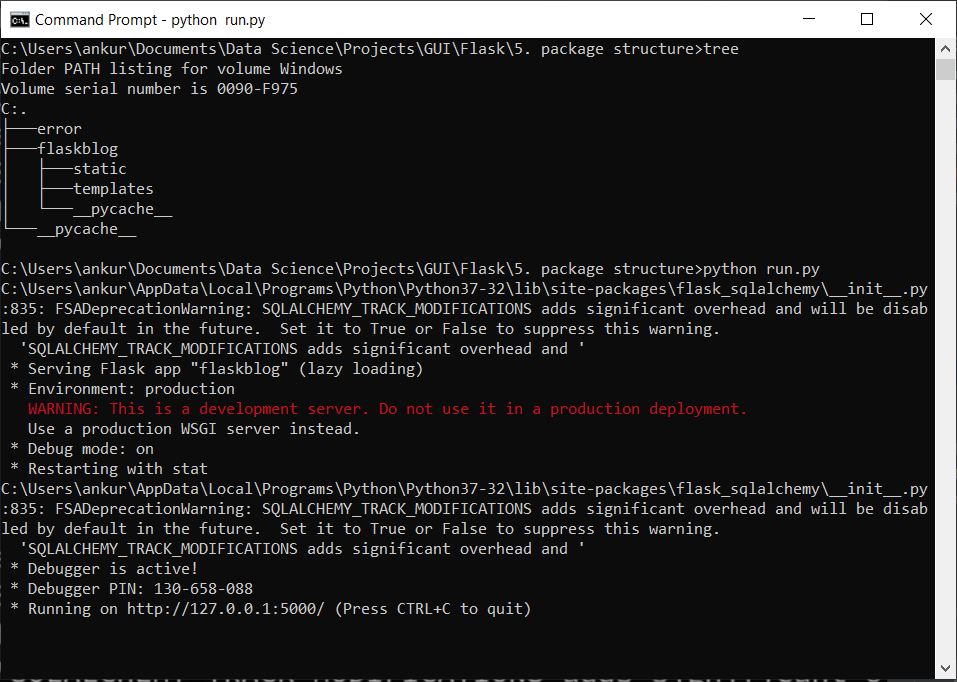 Command Prompt - python  run.py
C:\Users\ankur\Documents\Data Science\Projects\GUI\Flask\5. package structure>tree
Folder PATH listing for volume Windows
Volume serial number is 0090-F975
C:.
├───error
├───flaskblog
│   ├───static
│   ├───templates
│   └───__pycache__
└───__pycache__
C:\Users\ankur\Documents\Data Science\Projects\GUI\Flask\5. package structure>python run.py
C:\Users\ankur\AppData\Local\Programs\Python\Python37-32\lib\site-packages\flask_sqlalchemy\__init__.py
:835: FSADeprecationWarning: SQLALCHEMY_TRACK_MODIFICATIONS adds significant overhead and will be disab
led by default in the future.  Set it to True or False to suppress this warning.
  'SQLALCHEMY_TRACK_MODIFICATIONS adds significant overhead and '
 * Serving Flask app "flaskblog" (lazy loading)
 * Environment: production
   WARNING: This is a development server. Do not use it in a production deployment.
   Use a production WSGI server instead.
 * Debug mode: on
 * Restarting with stat
C:\Users\ankur\AppData\Local\Programs\Python\Python37-32\lib\site-packages\flask_sqlalchemy\__init__.py
:835: FSADeprecationWarning: SQLALCHEMY_TRACK_MODIFICATIONS adds significant overhead and will be disab
led by default in the future.  Set it to True or False to suppress this warning.
  'SQLALCHEMY_TRACK_MODIFICATIONS adds significant overhead and '
 * Debugger is active!
 * Debugger PIN: 130-658-088
 * Running on http://127.0.0.1:5000/ (Press CTRL+C to quit)